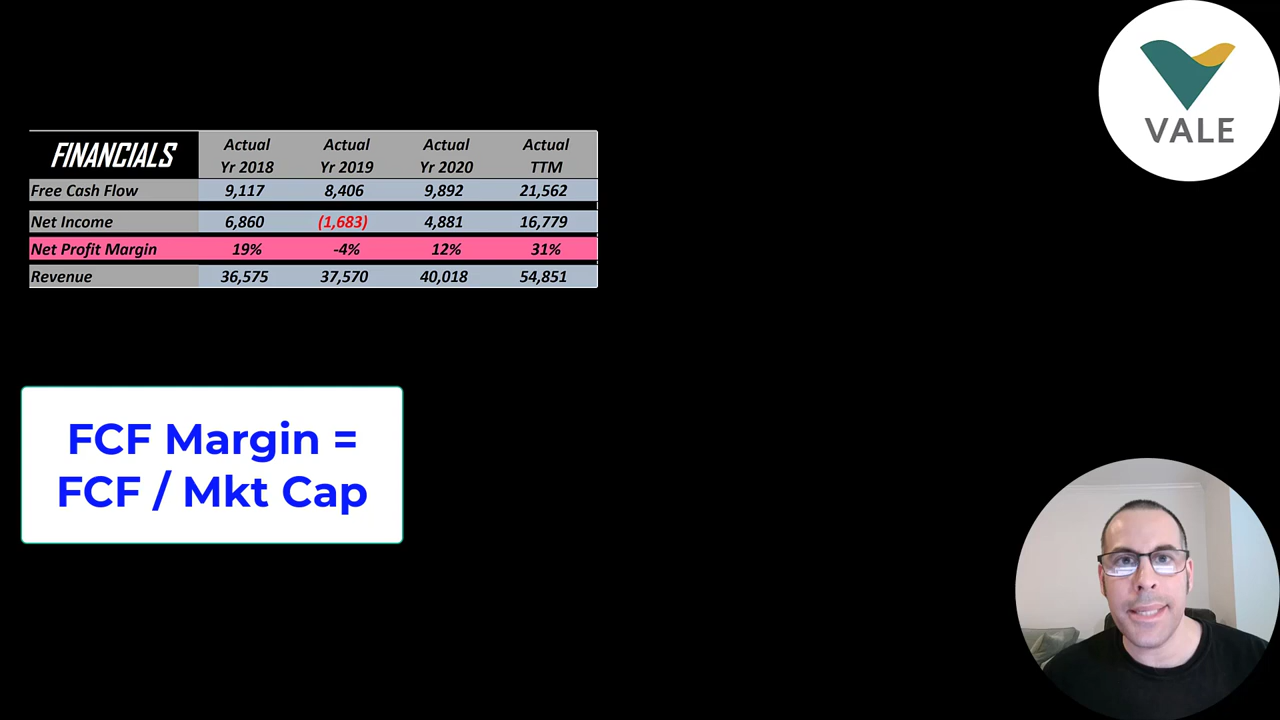 VALE
FINANCIALS Actual Yr 2018 Actual Yr 2019 Actual Yr 2020 Actual TTM
Free Cash Flow 9,117 8,406 9,892 21,562
Net Income 6,860 (1,683) 4,881 16,779
Net Profit Margin 19% -4% 12% 31%
Revenue 36,575 37,570 40,018 54,851
FCF Margin =
FCF / Mkt Cap